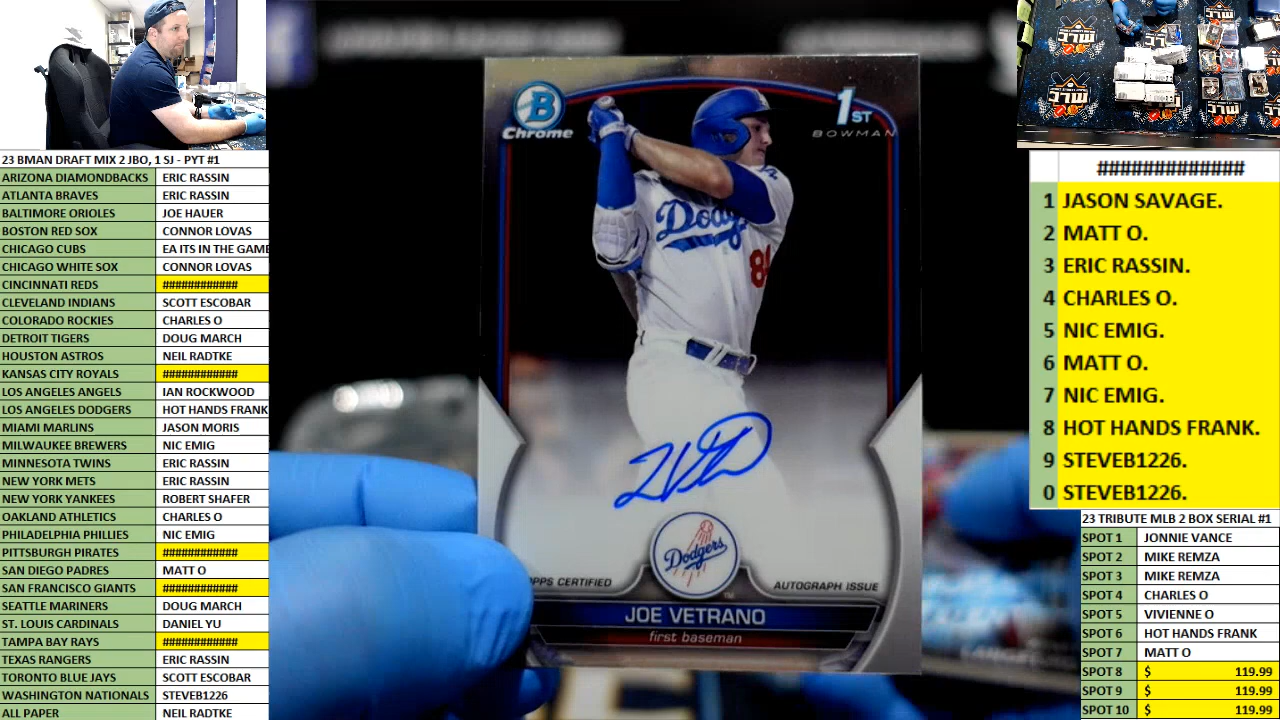 23 BMAN DRAFT MIX 2 JBO, 1 SJ - PYT #1
ARIZONA DIAMONDBACKS ERIC RASSIN
ATLANTA BRAVES ERIC RASSIN
BALTIMORE ORIOLES JOE HAUER
BOSTON RED SOX CONNOR LOVAS
CHICAGO CUBS EA ITS IN THE GAME
CHICAGO WHITE SOX CONNOR LOVAS
CINCINNATI REDS ############
CLEVELAND INDIANS SCOTT ESCOBAR
COLORADO ROCKIES CHARLES O
DETROIT TIGERS DOUG MARCH
HOUSTON ASTROS NEIL RADTKE
KANSAS CITY ROYALS ############
LOS ANGELES ANGELS IAN ROCKWOOD
LOS ANGELES DODGERS HOT HANDS FRANK
MIAMI MARLINS JASON MORIS
MILWAUKEE BREWERS NIC EMIG
MINNESOTA TWINS ERIC RASSIN
NEW YORK METS ERIC RASSIN
NEW YORK YANKEES ROBERT SHAFER
OAKLAND ATHLETICS CHARLES O
PHILADELPHIA PHILLIES NIC EMIG
PITTSBURGH PIRATES ############
SAN DIEGO PADRES MATT O
SAN FRANCISCO GIANTS ############
SEATTLE MARINERS DOUG MARCH
ST. LOUIS CARDINALS DANIEL YU
TAMPA BAY RAYS ############
TEXAS RANGERS ERIC RASSIN
TORONTO BLUE JAYS SCOTT ESCOBAR
WASHINGTON NATIONALS STEVEB1226
ALL PAPER NEIL RADTKE
B
Chrome
1ST
BOWMAN
Dodg
8
Dodgers
PPS CERTIFIED
AUTOGRAPH ISSUE
JOE VETRANO
first baseman
#############
1 JASON SAVAGE.
2 MATT O.
3 ERIC RASSIN.
4 CHARLES O.
5 NIC EMIG.
6 MATT O.
7 NIC EMIG.
8 HOT HANDS FRANK.
9 STEVEB1226.
0 STEVEB1226.
23 TRIBUTE MLB 2 BOX SERIAL #1
SPOT 1 JONNIE VANCE
SPOT 2 MIKE REMZA
SPOT 3 MIKE REMZA
SPOT 4 CHARLES O
SPOT 5 VIVIENNE O
SPOT 6 HOT HANDS FRANK
SPOT 7 MATT O
SPOT 8 $ 119.99
SPOT 9 $ 119.99
SPOT 10 $ 119.99